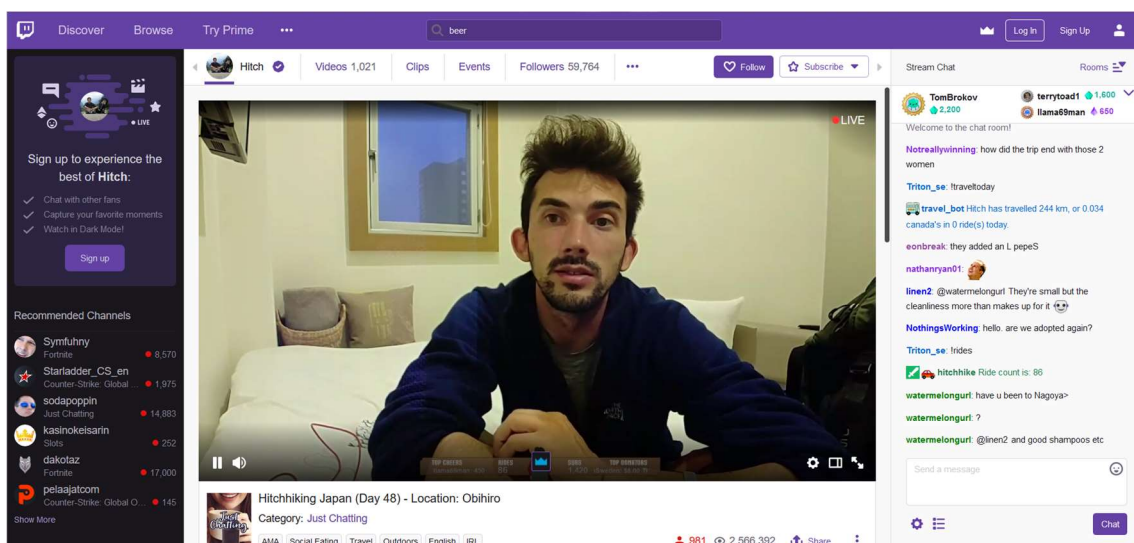 Discover Browse Try Prime ••• beer Log In Sign Up
LIVE
Sign up to experience the
best of Hitch:
Chat with other fans
Capture your favorite moments
Watch in Dark Mode!
Sign up
Recommended Channels
Symfuhny
Fortnite 8,570
Starladder_CS_en
Counter-Strike: Global ... 1,975
sodapoppin
Just Chatting 14,883
kasinokeisarin
Slots 252
dakotaz
Fortnite 17,000
pelaajatcom
Counter-Strike: Global O... 145
Show More
Hitch Videos 1,021 Clips Events Followers 59,764 ••• Follow Subscribe
LIVE
TOP CHEERS RIDES SUBS TOP DONATORS
Hitchhiking Japan (Day 48) - Location: Obihiro
Just Chatting
Category: Just Chatting
AMA Social Eating Travel Outdoors English IRL
981 2,566,392 Share
Stream Chat Rooms
TomBrokov terrytoad1 1,600
2,200 llama69man 650
Welcome to the chat room!
Notreallywinning: how did the trip end with those 2
women
Triton_se: !traveltoday
travel_bot Hitch has travelled 244 km, or 0.034
canada's in 0 ride(s) today.
eonbreak: they added an L pepeS
nathanryan01:
linen2: @watermelongurl They're small but the
cleanliness more than makes up for it
NothingsWorking: hello. are we adopted again?
Triton_se: !rides
hitchhike Ride count is: 86
watermelongurl: have u been to Nagoya>
watermelongurl: ?
watermelongurl: @linen2 and good shampoos etc
Send a message
Chat